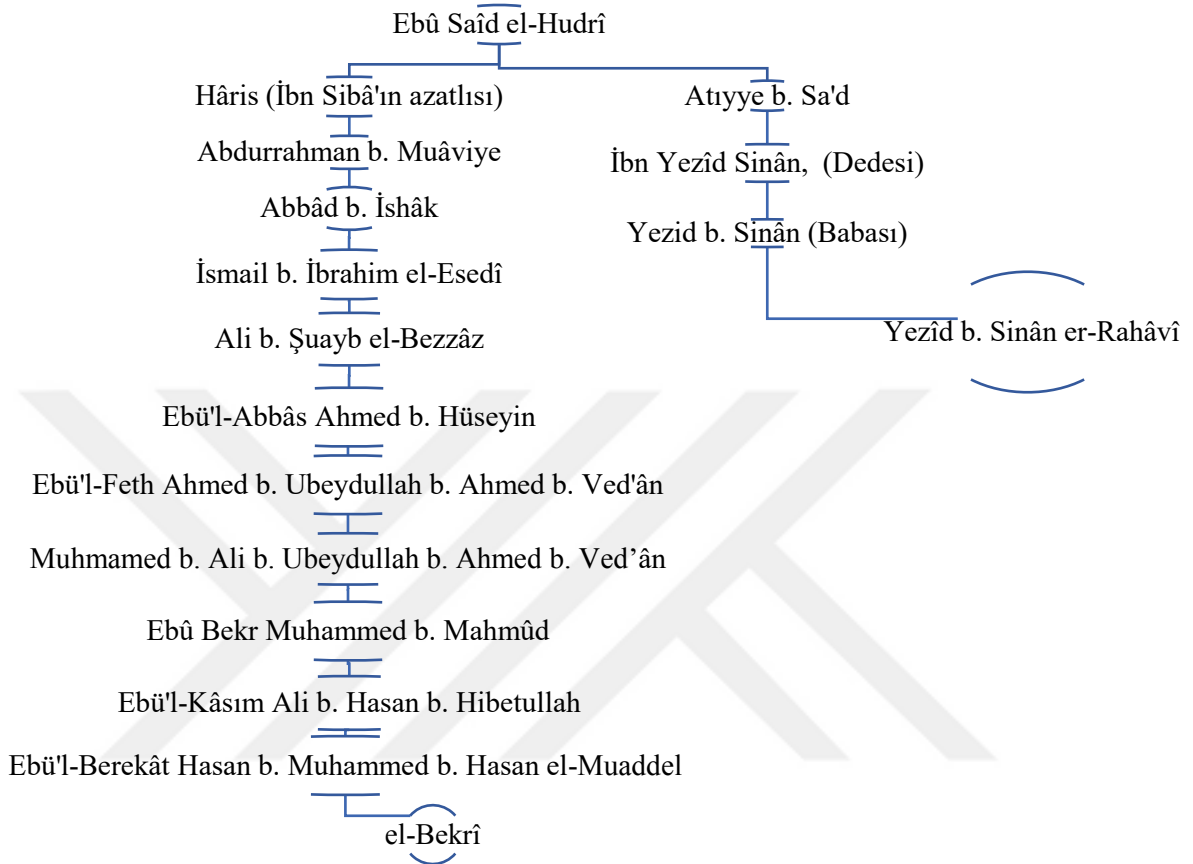 Ebû Saîd el-Hudrî
Hâris (İbn Sibâ'ın azatlısı)
Abdurrahman b. Muâviye
Abbâd b. İshâk
İsmail b. İbrahim el-Esedî
Ali b. Şuayb el-Bezzâz
Ebü'l-Abbâs Ahmed b. Hüseyin
Ebü'l-Feth Ahmed b. Ubeydullah b. Ahmed b. Ved'ân
Muhmamed b. Ali b. Ubeydullah b. Ahmed b. Ved’ân
Ebû Bekr Muhammed b. Mahmûd
Ebü'l-Kâsım Ali b. Hasan b. Hibetullah
Ebü'l-Berekât Hasan b. Muhammed b. Hasan el-Muaddel
el-Bekrî
Atıyye b. Sa'd
İbn Yezîd Sinân, (Dedesi)
Yezid b. Sinân (Babası)
Yezîd b. Sinân er-Rahâvî